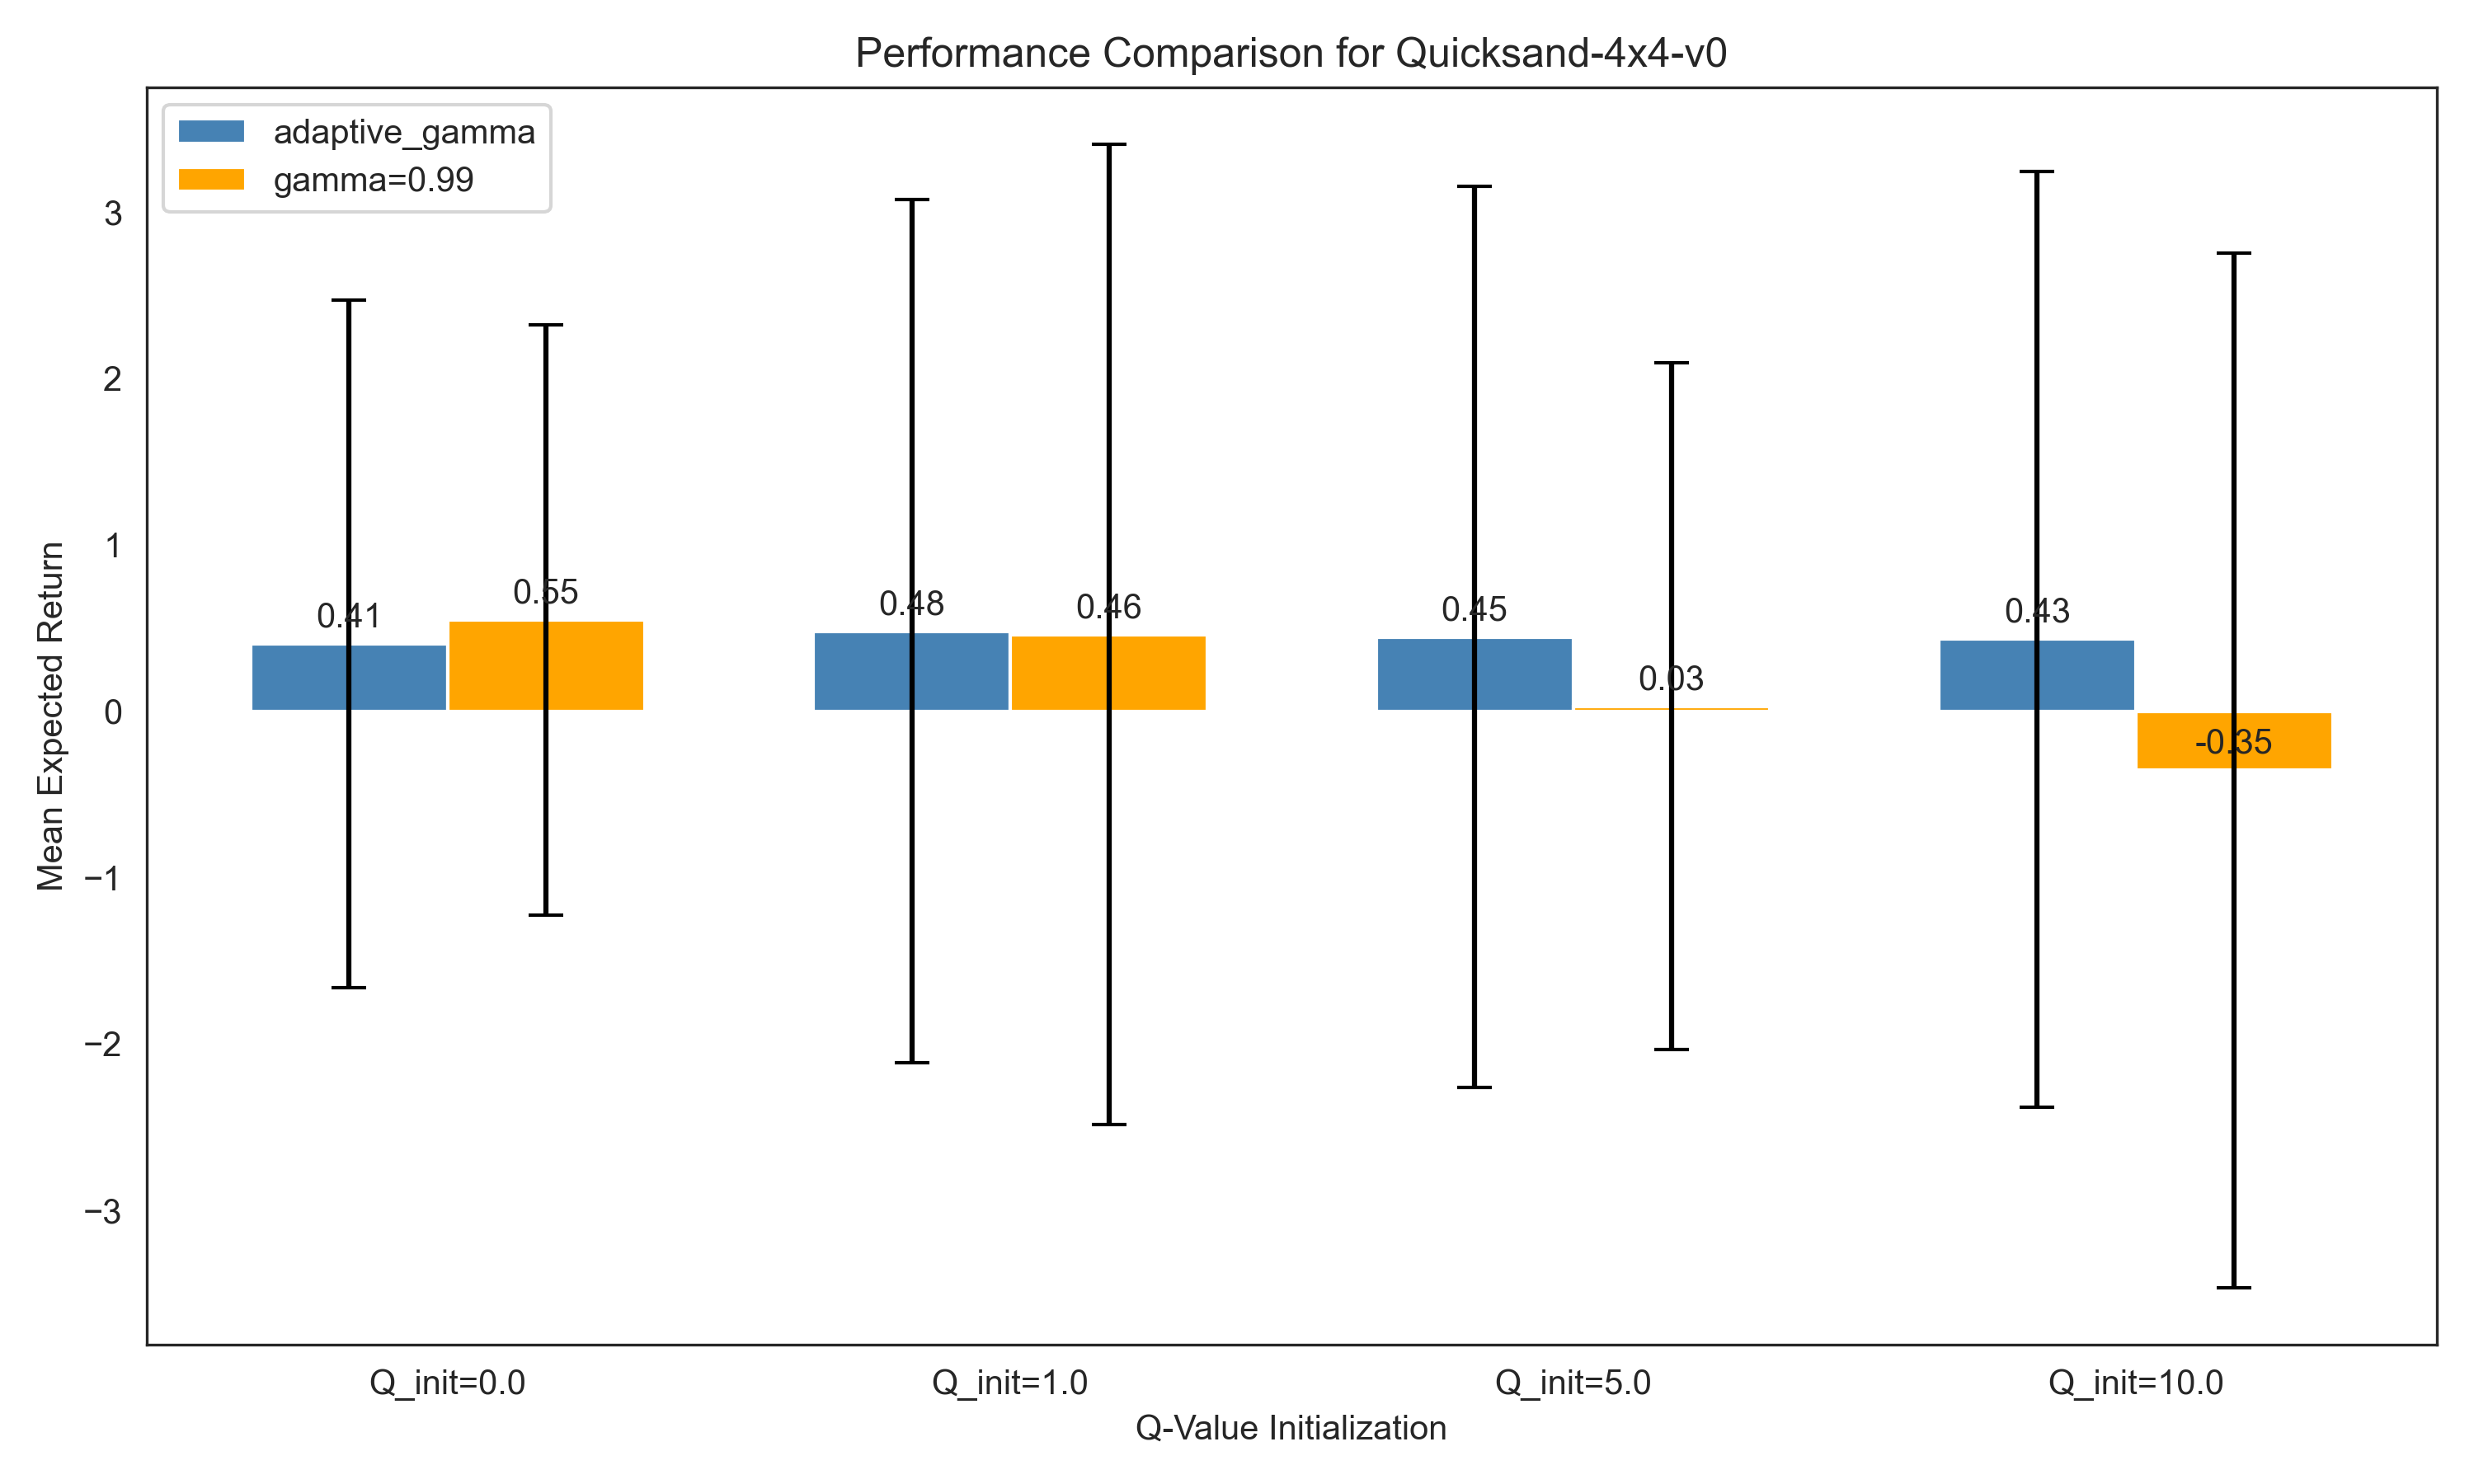 Performance Comparison for Quicksand-4x4-v0
adaptive_gamma
gamma=0.99
Mean Expected Return
3
2
1
0
−1
−2
−3
0.41
0.55
0.48
0.46
0.45
0.03
0.43
-0.35
Q_init=0.0
Q_init=1.0
Q_init=5.0
Q_init=10.0
Q-Value Initialization